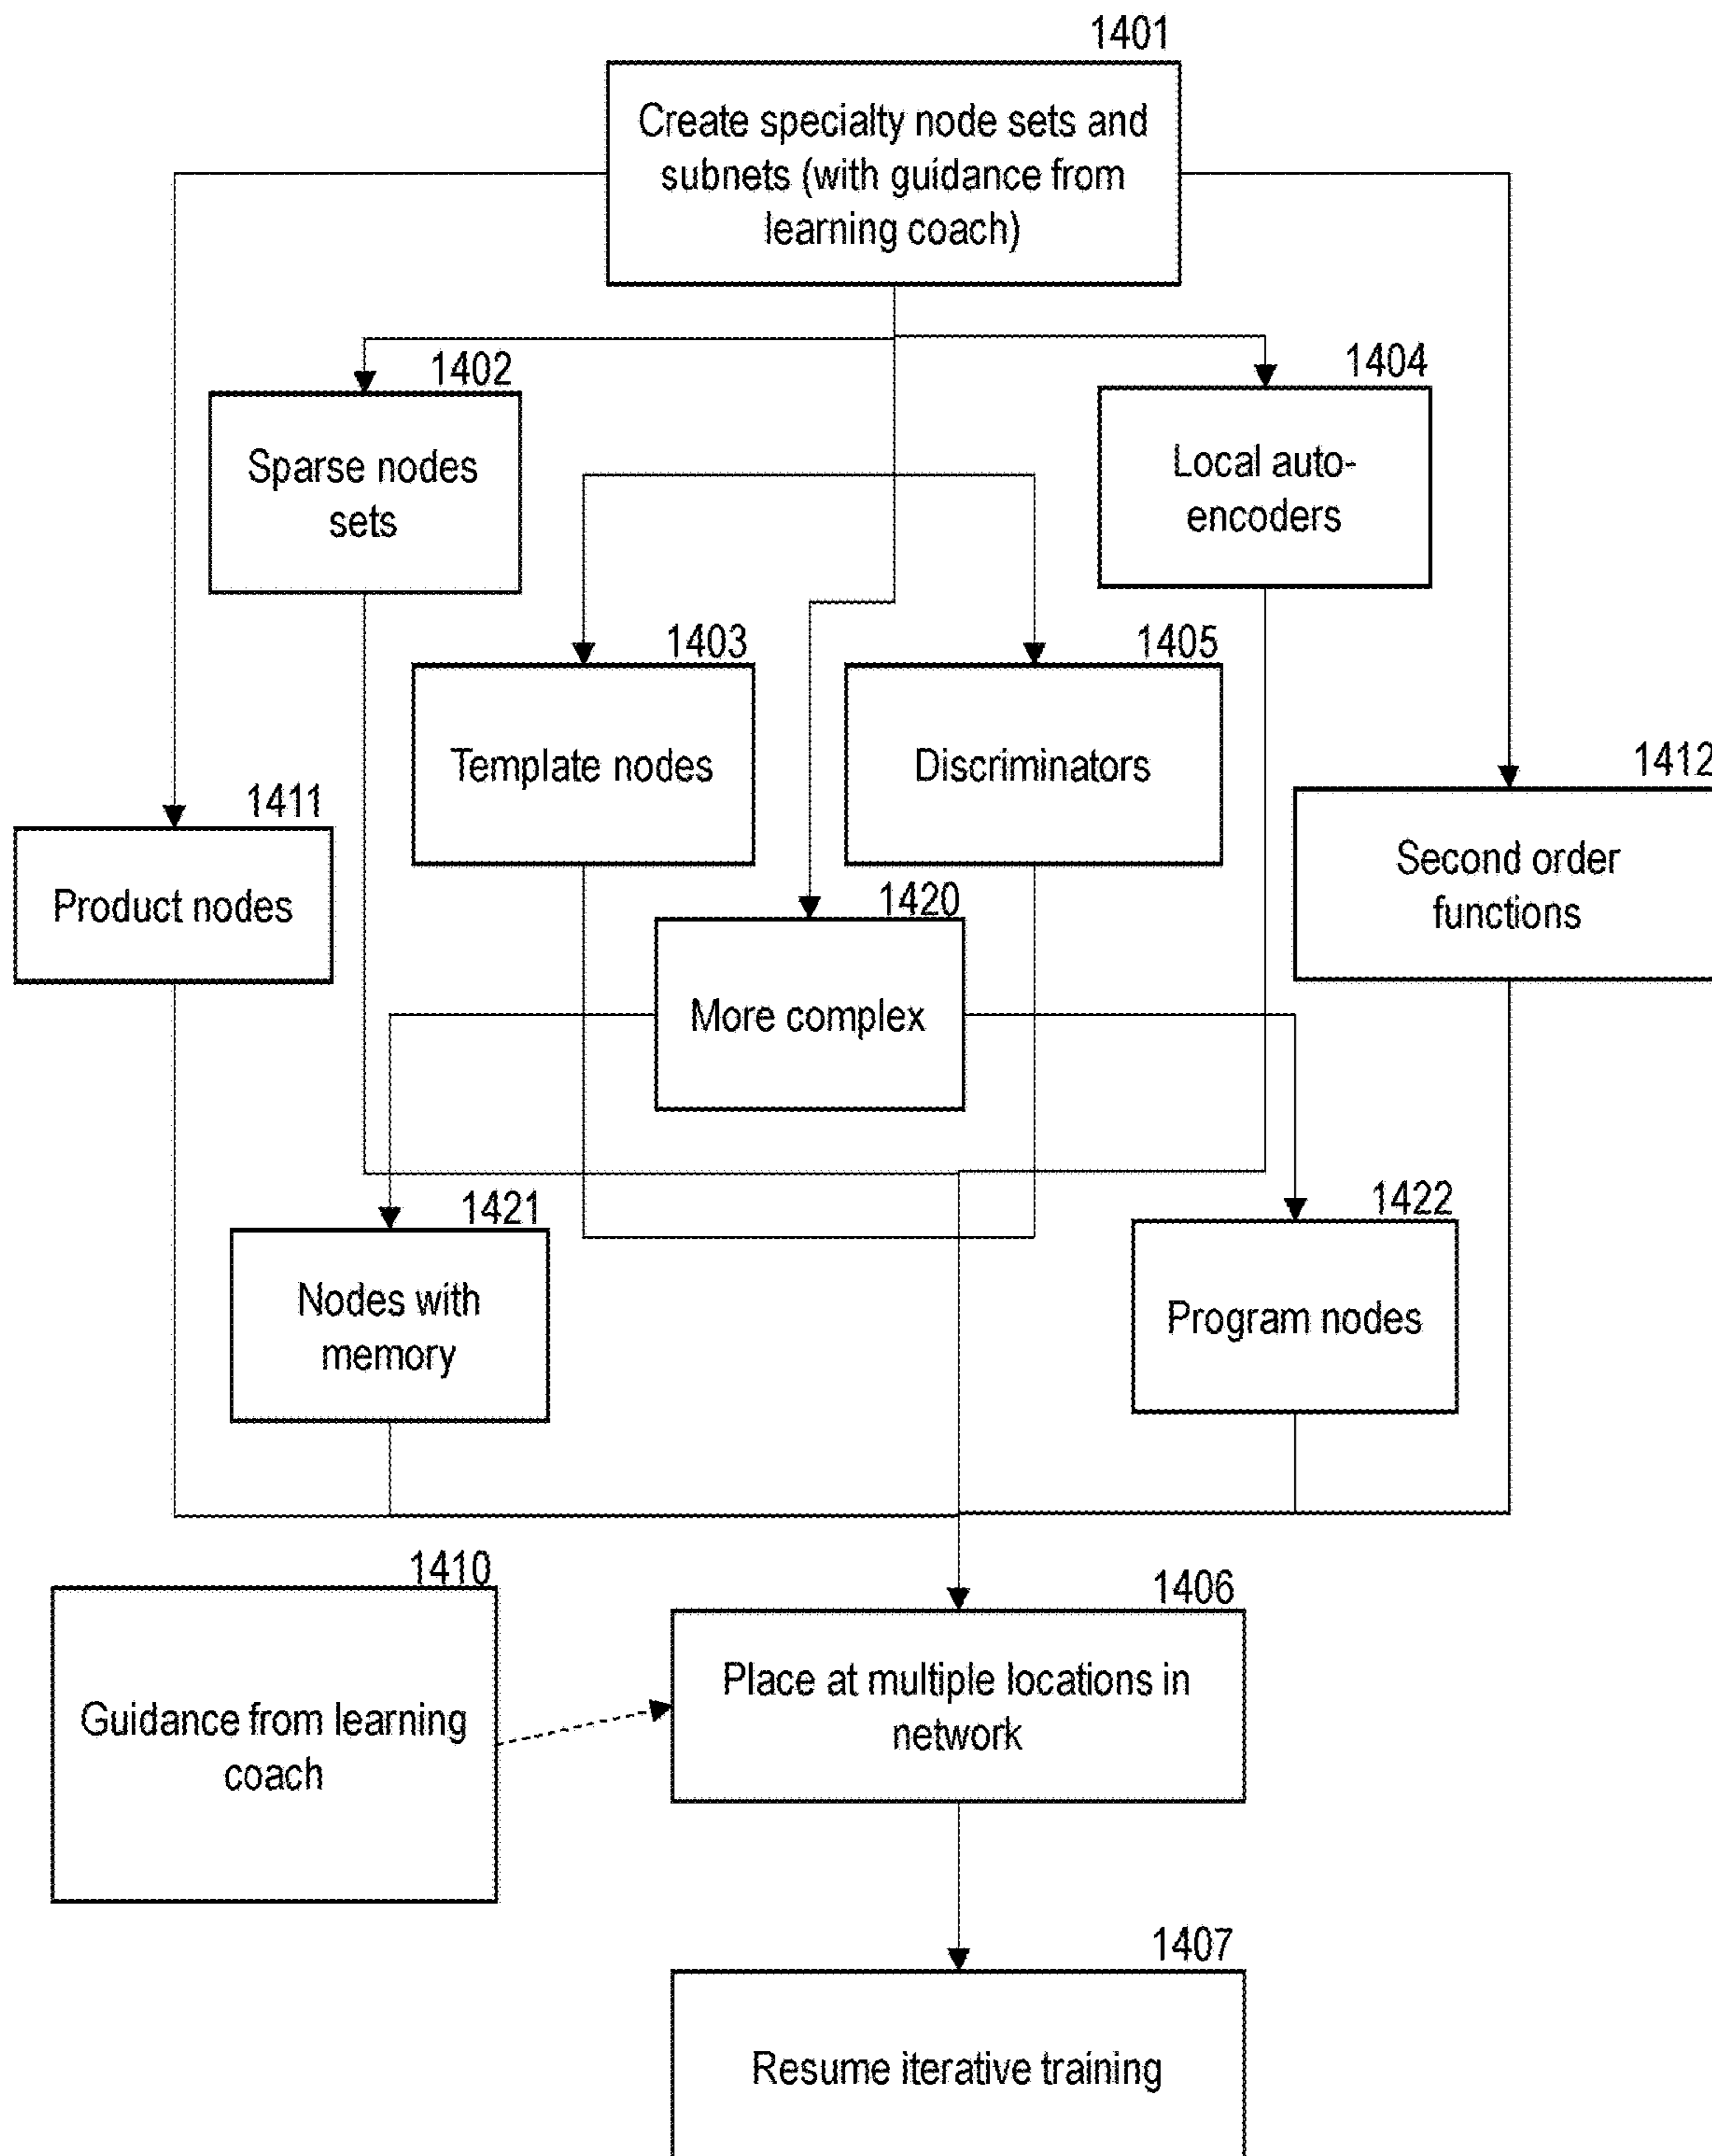 1401
Create specialty node sets and
subnets (with guidance from
learning coach)
1402
Sparse nodes
sets
1404
Local auto-
encoders
1403
Template nodes
1405
Discriminators
1411
Product nodes
1412
Second order
functions
1420
More complex
1421
Nodes with
memory
1422
Program nodes
1410
Guidance from learning
coach
1406
Place at multiple locations in
network
1407
Resume iterative training